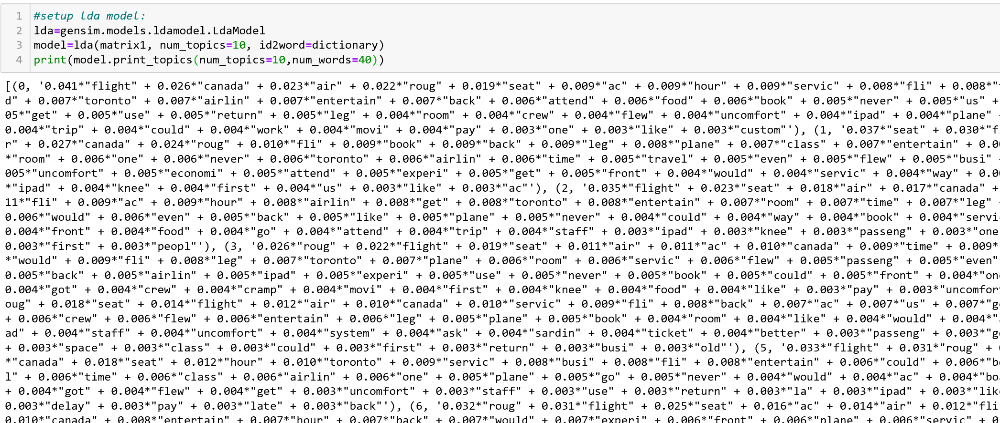 1 #setup lda model:
2 lda=gensim.models.ldamodel.LdaModel
3 model=lda(matrix1, num_topics=10, id2word=dictionary)
4 print(model.print_topics(num_topics=10,num_words=40))
[(0, '0.041*"flight" + 0.026*"canada" + 0.023*"air" + 0.022*"roug" + 0.019*"seat" + 0.009*"ac" + 0.009*"hour" + 0.009*"servic" + 0.008*"fli" + 0.008*"
d" + 0.007*"toronto" + 0.007*"airlin" + 0.007*"entertain" + 0.007*"back" + 0.006*"attend" + 0.006*"food" + 0.006*"book" + 0.005*"never" + 0.005*"us" +
05*"get" + 0.005*"use" + 0.005*"return" + 0.005*"leg" + 0.004*"room" + 0.004*"crew" + 0.004*"flew" + 0.004*"uncomfort" + 0.004*"ipad" + 0.004*"plane"
0.004*"trip" + 0.004*"could" + 0.004*"work" + 0.004*"movi" + 0.004*"pay" + 0.003*"one" + 0.003*"like" + 0.003*"custom"'), (1, '0.037*"seat" + 0.030*"f
r" + 0.027*"canada" + 0.024*"roug" + 0.010*"fli" + 0.009*"book" + 0.009*"back" + 0.009*"leg" + 0.008*"plane" + 0.007*"class" + 0.007*"entertain" +
*"room" + 0.006*"one" + 0.006*"never" + 0.006*"toronto" + 0.006*"airlin" + 0.006*"time" + 0.005*"travel" + 0.005*"even" + 0.005*"flew" + 0.005*"busi"
005*"uncomfort" + 0.005*"economi" + 0.005*"attend" + 0.005*"experi" + 0.005*"get" + 0.005*"front" + 0.004*"would" + 0.004*"servic" + 0.004*"way" +
*"ipad" + 0.004*"knee" + 0.004*"first" + 0.004*"us" + 0.003*"like" + 0.003*"ac"'), (2, '0.035*"flight" + 0.023*"seat" + 0.018*"air" + 0.017*"canada" +
11*"fli" + 0.009*"ac" + 0.009*"hour" + 0.008*"airlin" + 0.008*"get" + 0.008*"toronto" + 0.008*"entertain" + 0.007*"room" + 0.007*"time" + 0.007*"leg"
0.006*"would" + 0.006*"even" + 0.005*"back" + 0.005*"like" + 0.005*"plane" + 0.005*"never" + 0.004*"could" + 0.004*"way" + 0.004*"book" + 0.004*"servi
0.004*"front" + 0.004*"food" + 0.004*"go" + 0.004*"attend" + 0.004*"trip" + 0.004*"staff" + 0.003*"ipad" + 0.003*"knee" + 0.003*"passeng" + 0.003*"one
0.003*"first" + 0.003*"peopl"'), (3, '0.026*"roug" + 0.022*"flight" + 0.019*"seat" + 0.011*"air" + 0.011*"ac" + 0.010*"canada" + 0.009*"time" + 0.009*
*"would" + 0.009*"fli" + 0.008*"leg" + 0.007*"toronto" + 0.007*"plane" + 0.006*"room" + 0.006*"servic" + 0.006*"flew" + 0.005*"passeng" + 0.005*"even"
0.005*"back" + 0.005*"airlin" + 0.005*"ipad" + 0.005*"experi" + 0.005*"use" + 0.005*"never" + 0.005*"book" + 0.005*"could" + 0.005*"front" + 0.004*"on
0.004*"got" + 0.004*"crew" + 0.004*"cramp" + 0.004*"movi" + 0.004*"first" + 0.004*"knee" + 0.004*"food" + 0.004*"like" + 0.003*"pay" + 0.003*"uncomfor
oug" + 0.018*"seat" + 0.014*"flight" + 0.012*"air" + 0.010*"canada" + 0.010*"servic" + 0.009*"fli" + 0.008*"back" + 0.007*"ac" + 0.007*"us" + 0.007*"g
+ 0.006*"crew" + 0.006*"flew" + 0.006*"entertain" + 0.006*"leg" + 0.005*"plane" + 0.005*"book" + 0.004*"room" + 0.004*"like" + 0.004*"would" + 0.004*"
ad" + 0.004*"staff" + 0.004*"uncomfort" + 0.004*"system" + 0.004*"ask" + 0.004*"sardin" + 0.004*"ticket" + 0.004*"better" + 0.003*"passeng" + 0.003*"g
+ 0.003*"space" + 0.003*"class" + 0.003*"could" + 0.003*"first" + 0.003*"return" + 0.003*"busi" + 0.003*"old"'), (5, '0.033*"flight" + 0.031*"roug" +
*"canada" + 0.018*"seat" + 0.012*"hour" + 0.010*"toronto" + 0.009*"servic" + 0.008*"busi" + 0.008*"fli" + 0.008*"entertain" + 0.006*"could" + 0.006*"b
l" + 0.006*"time" + 0.006*"class" + 0.006*"airlin" + 0.006*"one" + 0.005*"plane" + 0.005*"go" + 0.005*"never" + 0.004*"would" + 0.004*"ac" + 0.004*"bo
+ 0.004*"got" + 0.004*"flew" + 0.004*"get" + 0.003*"uncomfort" + 0.003*"staff" + 0.003*"use" + 0.003*"return" + 0.003*"la" + 0.003*"ipad" + 0.003*"lik
0.003*"delay" + 0.003*"pay" + 0.003*"late" + 0.003*"back"'), (6, '0.032*"roug" + 0.031*"flight" + 0.025*"seat" + 0.016*"ac" + 0.014*"air" + 0.012*"fli
0.010*"canada" + 0.008*"entertain" + 0.007*"hour" + 0.007*"back" + 0.007*"would" + 0.007*"experi" + 0.006*"front" + 0.006*"plane" + 0.006*"servic" +